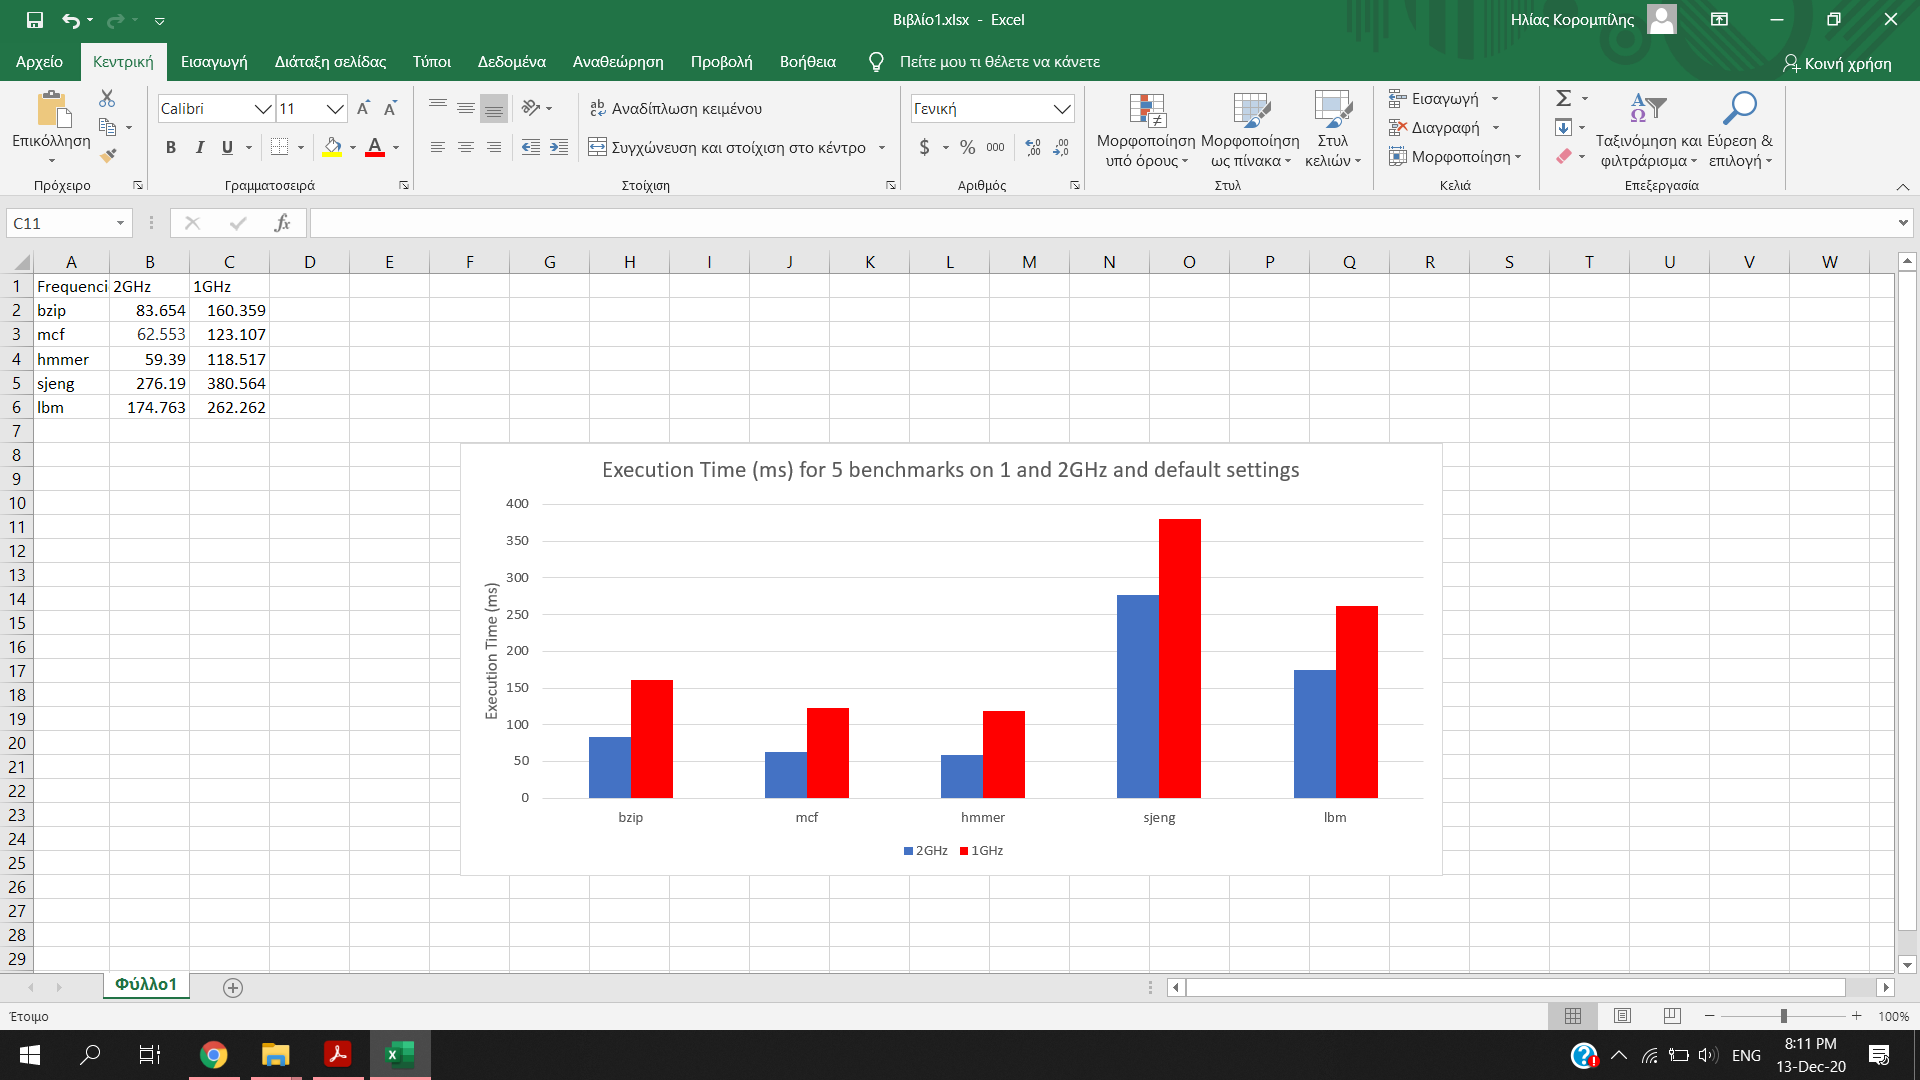 Βιβλίο1.xlsx - Excel
Ηλίας Κορομπίλης
Αρχείο Κεντρική Εισαγωγή Διάταξη σελίδας Τύποι Δεδομένα Αναθεώρηση Προβολή Βοήθεια Πείτε μου τι θέλετε να κάνετε Κοινή χρήση
Επικόλληση
Πρόχειρο
Calibri 11
B I U
Γραμματοσειρά
Αναδίπλωση κειμένου
Συγχώνευση και στοίχιση στο κέντρο
Στοίχιση
Γενική
$ % 000
Αριθμός
Μορφοποίηση υπό όρους
Μορφοποίηση ως πίνακα
Στυλ κελιών
Στυλ
Εισαγωγή
Διαγραφή
Μορφοποίηση
Κελιά
Ταξινόμηση και φιλτράρισμα
Εύρεση & επιλογή
Επεξεργασία
C11 fx
A B C D E F G H I J K L M N O P Q R S T U V W
1 Frequenci 2GHz 1GHz
2 bzip 83.654 160.359
3 mcf 62.553 123.107
4 hmmer 59.39 118.517
5 sjeng 276.19 380.564
6 lbm 174.763 262.262
7
8
9
10
11
12
13
14
15
16
17
18
19
20
21
22
23
24
25
26
27
28
29
Execution Time (ms) for 5 benchmarks on 1 and 2GHz and default settings
Execution Time (ms)
400
350
300
250
200
150
100
50
0
bzip mcf hmmer sjeng lbm
2GHz 1GHz
Φύλλο1
Έτοιμο
100%
ENG
8:11 PM
13-Dec-20